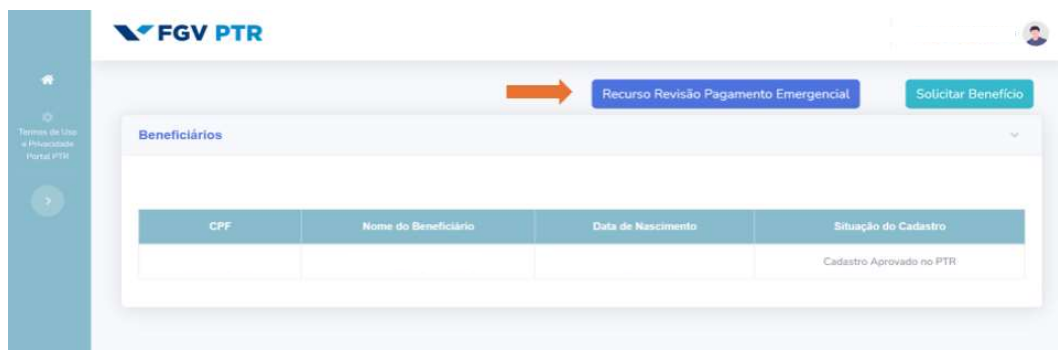 FGV PTR
Recurso Revisão Pagamento Emergencial
Solicitar Benefício
Termos de Uso
e Privacidade
Portal PTR
Beneficiários
CPF Nome do Beneficiário Data de Nascimento Situação do Cadastro
Cadastro Aprovado no PTR